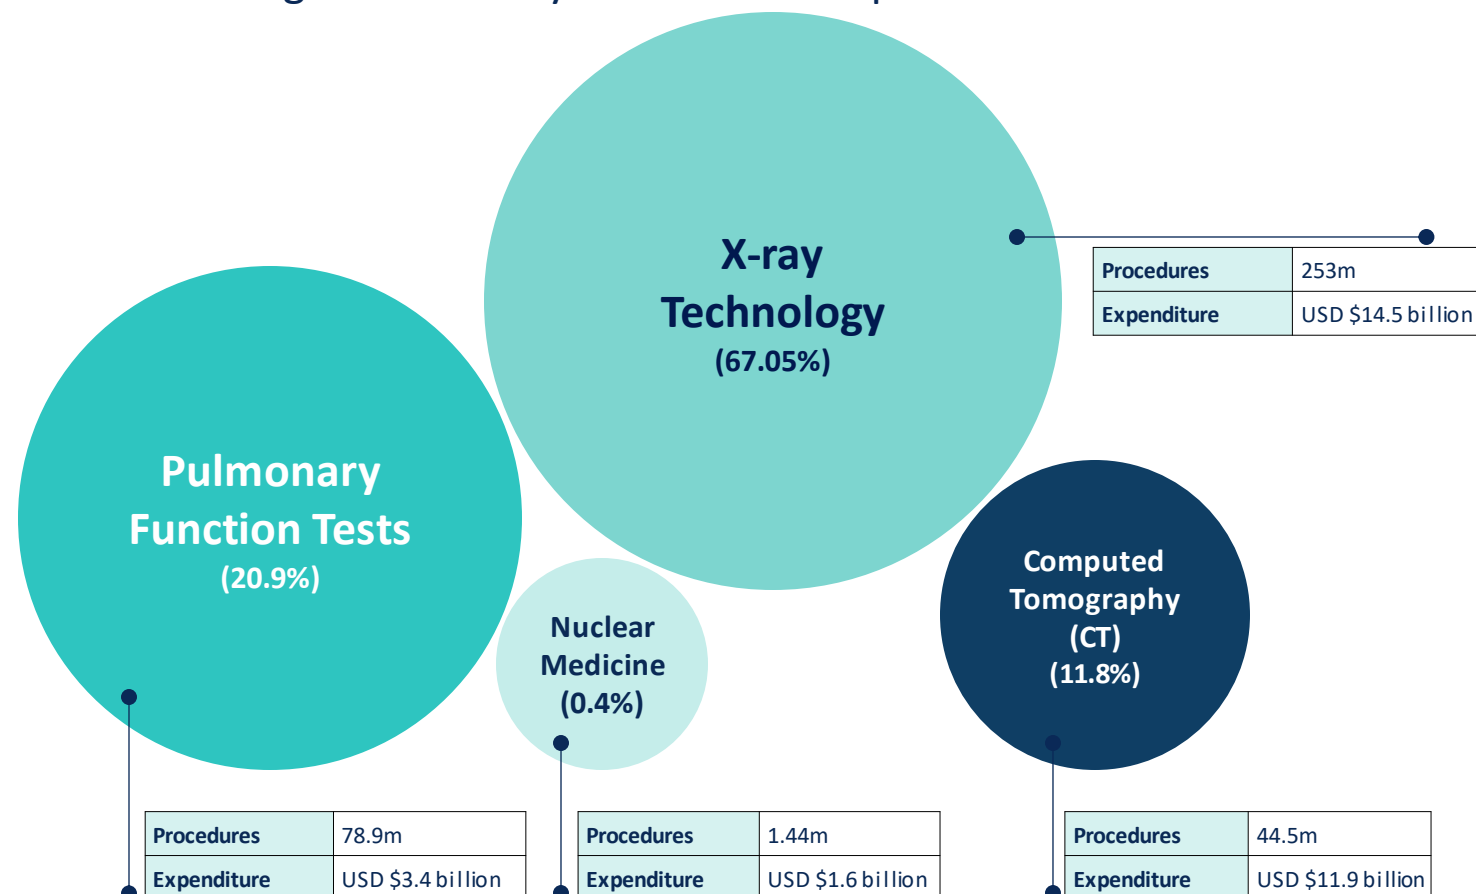 X-ray
Technology
(67.05%)
Procedures 253m
Expenditure USD $14.5 billion
Pulmonary
Function Tests
(20.9%)
Computed
Tomography
(CT)
(11.8%)
Nuclear
Medicine
(0.4%)
Procedures 78.9m
Expenditure USD $3.4 billion
Procedures 1.44m
Expenditure USD $1.6 billion
Procedures 44.5m
Expenditure USD $11.9 billion